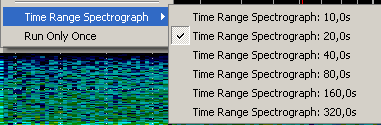 Time Range Spectrograph
Run Only Once
Time Range Spectrograph: 10,0s
Time Range Spectrograph: 20,0s
Time Range Spectrograph: 40,0s
Time Range Spectrograph: 80,0s
Time Range Spectrograph: 160,0s
Time Range Spectrograph: 320,0s